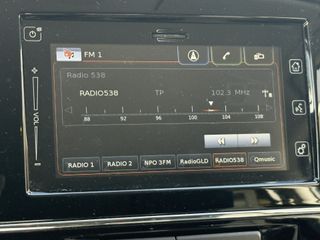 FM 1
Radio 538
RADIO538 TP 102.3 MHz
88 92 96 100 104 108
RADIO 1 RADIO 2 NPO 3FM RadioGLD RADIO538 Qmusic
VOL